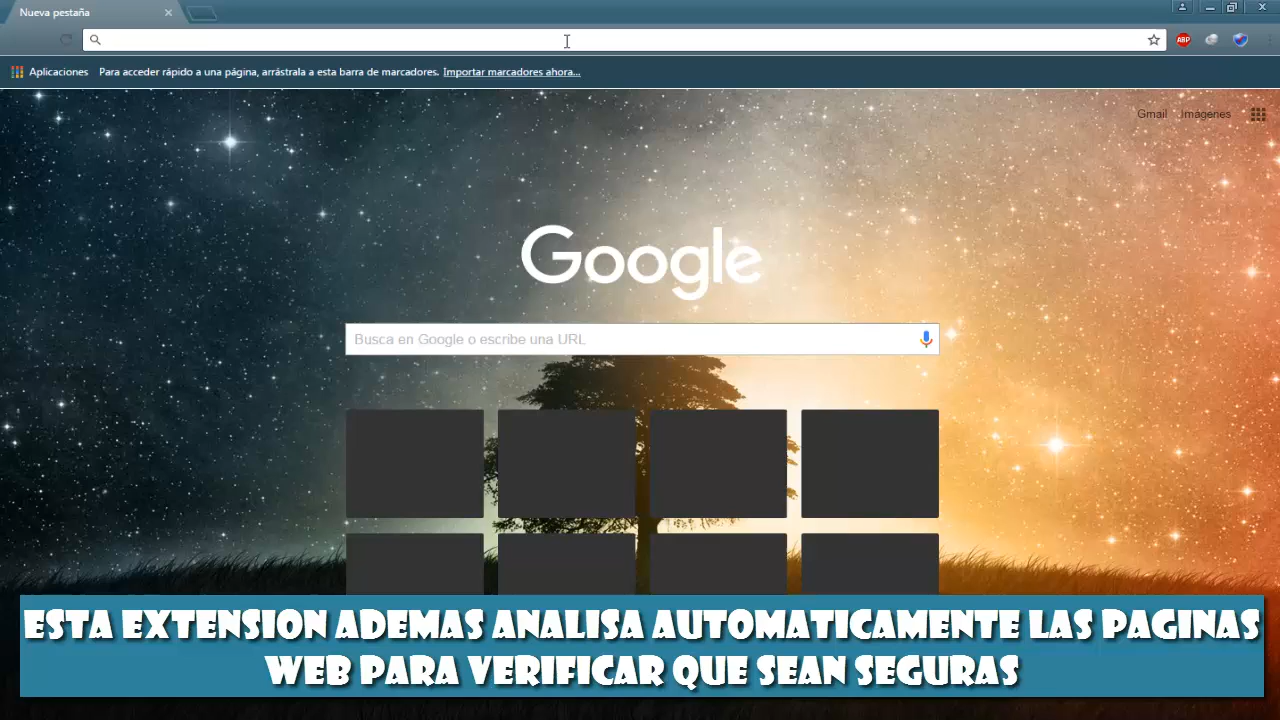 Nueva pestaña
ABP
Aplicaciones Para acceder rápido a una página, arrástrala a esta barra de marcadores. Importar marcadores ahora...
Gmail Imágenes
Google
Busca en Google o escribe una URL
ESTA EXTENSION ADEMAS ANALISA AUTOMATICAMENTE LAS PAGINAS
WEB PARA VERIFICAR QUE SEAN SEGURAS